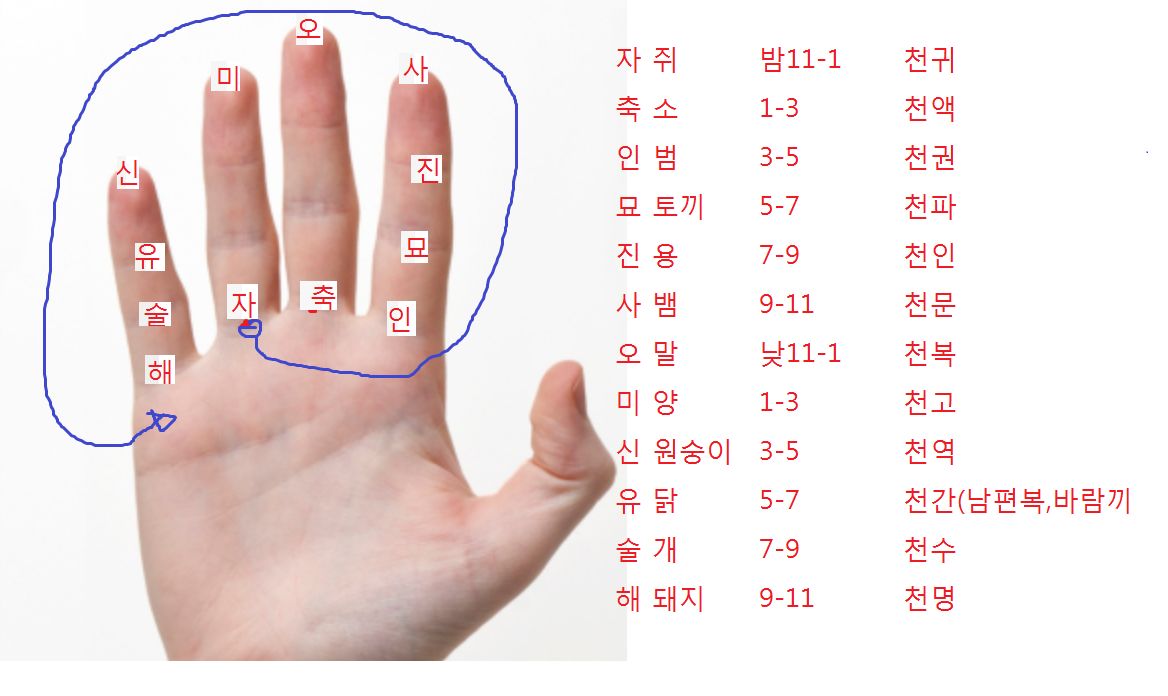 오
사
미
진
신
묘
유
자
축
인
술
해
자 쥐 밤11-1 천귀
축 소 1-3 천액
인 범 3-5 천권
묘 토끼 5-7 천파
진 용 7-9 천인
사 뱀 9-11 천문
오 말 낮11-1 천복
미 양 1-3 천고
신 원숭이 3-5 천역
유 닭 5-7 천간(남편복,바람끼
술 개 7-9 천수
해 돼지 9-11 천명